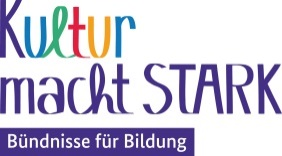 Kultur
macht STARK
Bündnisse für Bildung